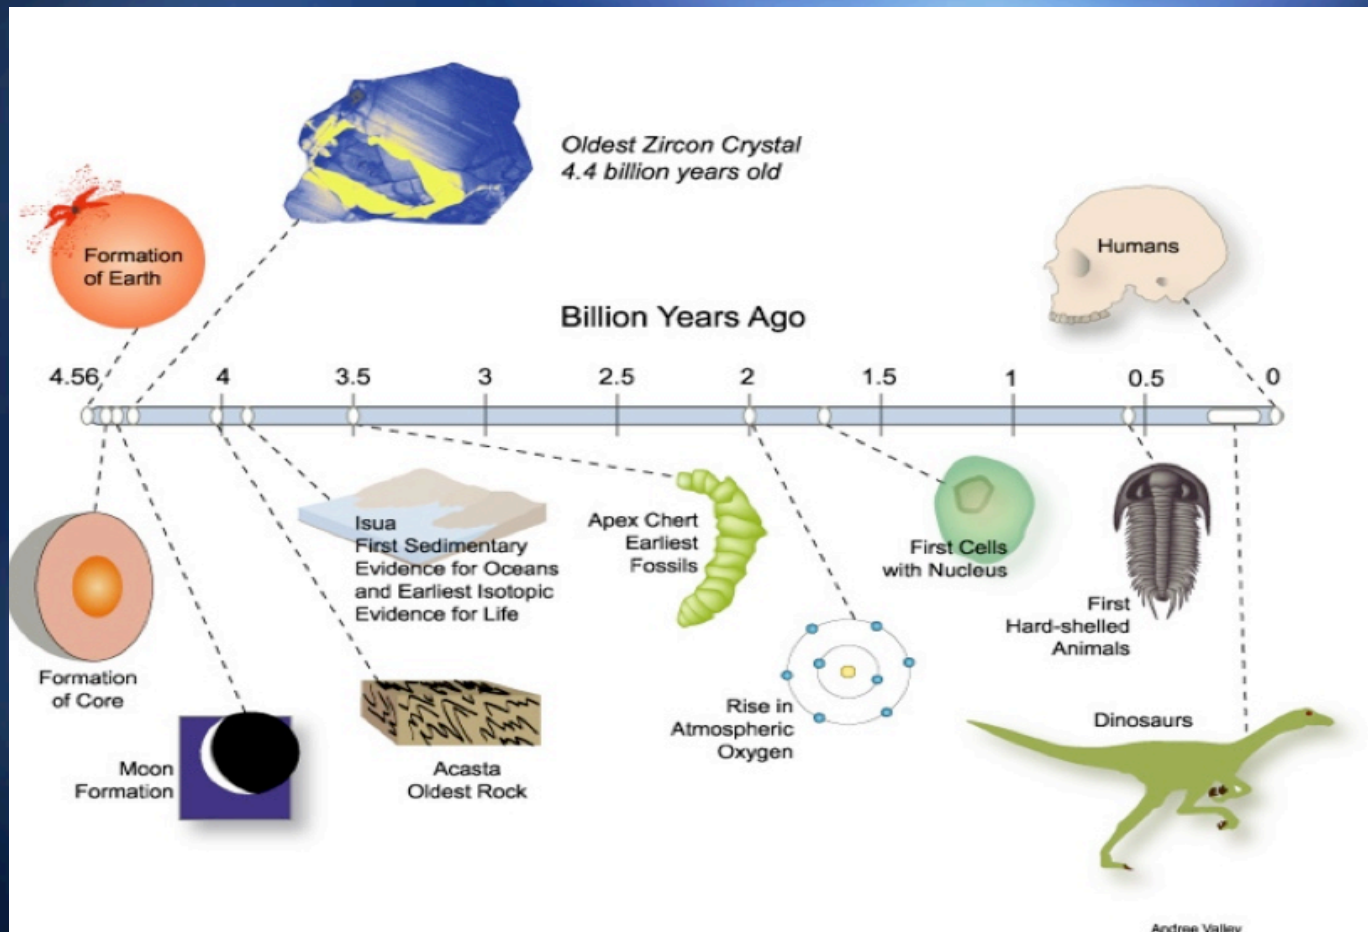 Oldest Zircon Crystal
4.4 billion years old
Formation
of Earth
Humans
Billion Years Ago
4.56 4 3.5 3 2.5 2 1.5 1 0.5 0
Isua
First Sedimentary
Evidence for Oceans
and Earliest Isotopic
Evidence for Life
Apex Chert
Earliest
Fossils
First Cells
with Nucleus
First
Hard-shelled
Animals
Formation
of Core
Moon
Formation
Acasta
Oldest Rock
Rise in
Atmospheric
Oxygen
Dinosaurs
Andree Valley